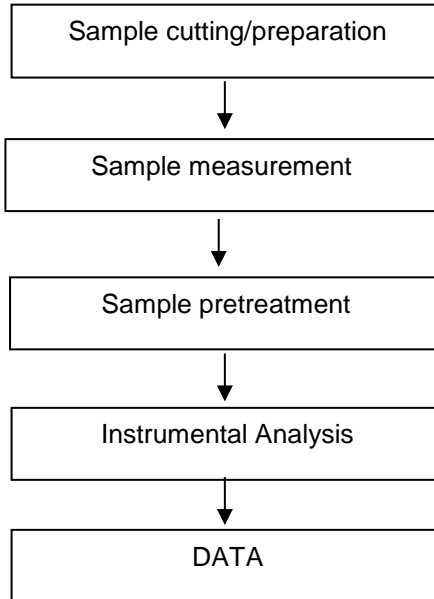 Sample cutting/preparation
Sample measurement
Sample pretreatment
Instrumental Analysis
DATA